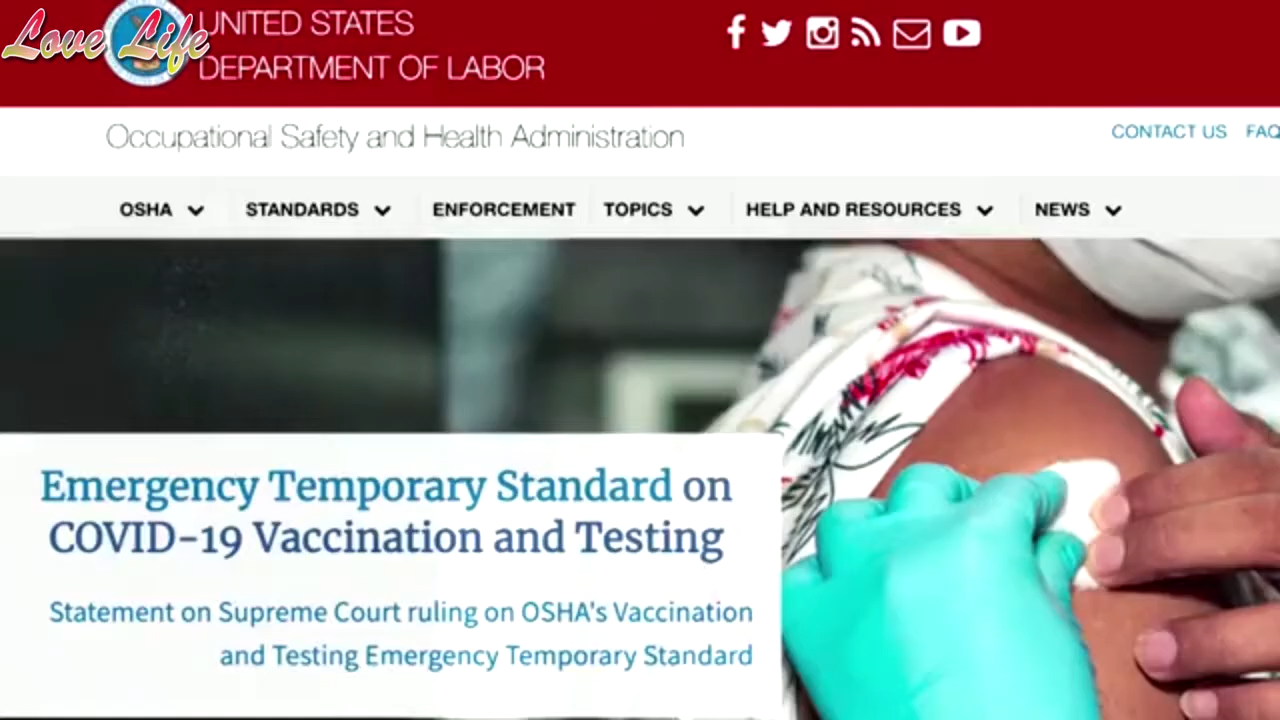 Love Life
UNITED STATES
DEPARTMENT OF LABOR
Occupational Safety and Health Administration
CONTACT US FAQ
OSHA STANDARDS ENFORCEMENT TOPICS HELP AND RESOURCES NEWS
Emergency Temporary Standard on
COVID-19 Vaccination and Testing
Statement on Supreme Court ruling on OSHA's Vaccination
and Testing Emergency Temporary Standard